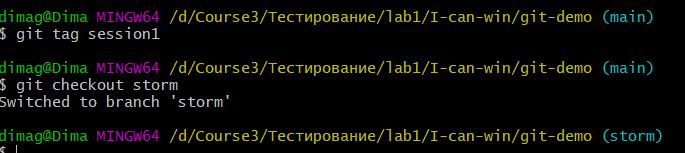 dimag@Dima MINGW64 /d/Course3/Тестирование/lab1/I-can-win/git-demo (main)
$ git tag session1
dimag@Dima MINGW64 /d/Course3/Тестирование/lab1/I-can-win/git-demo (main)
$ git checkout storm
Switched to branch 'storm'
dimag@Dima MINGW64 /d/Course3/Тестирование/lab1/I-can-win/git-demo (storm)
$